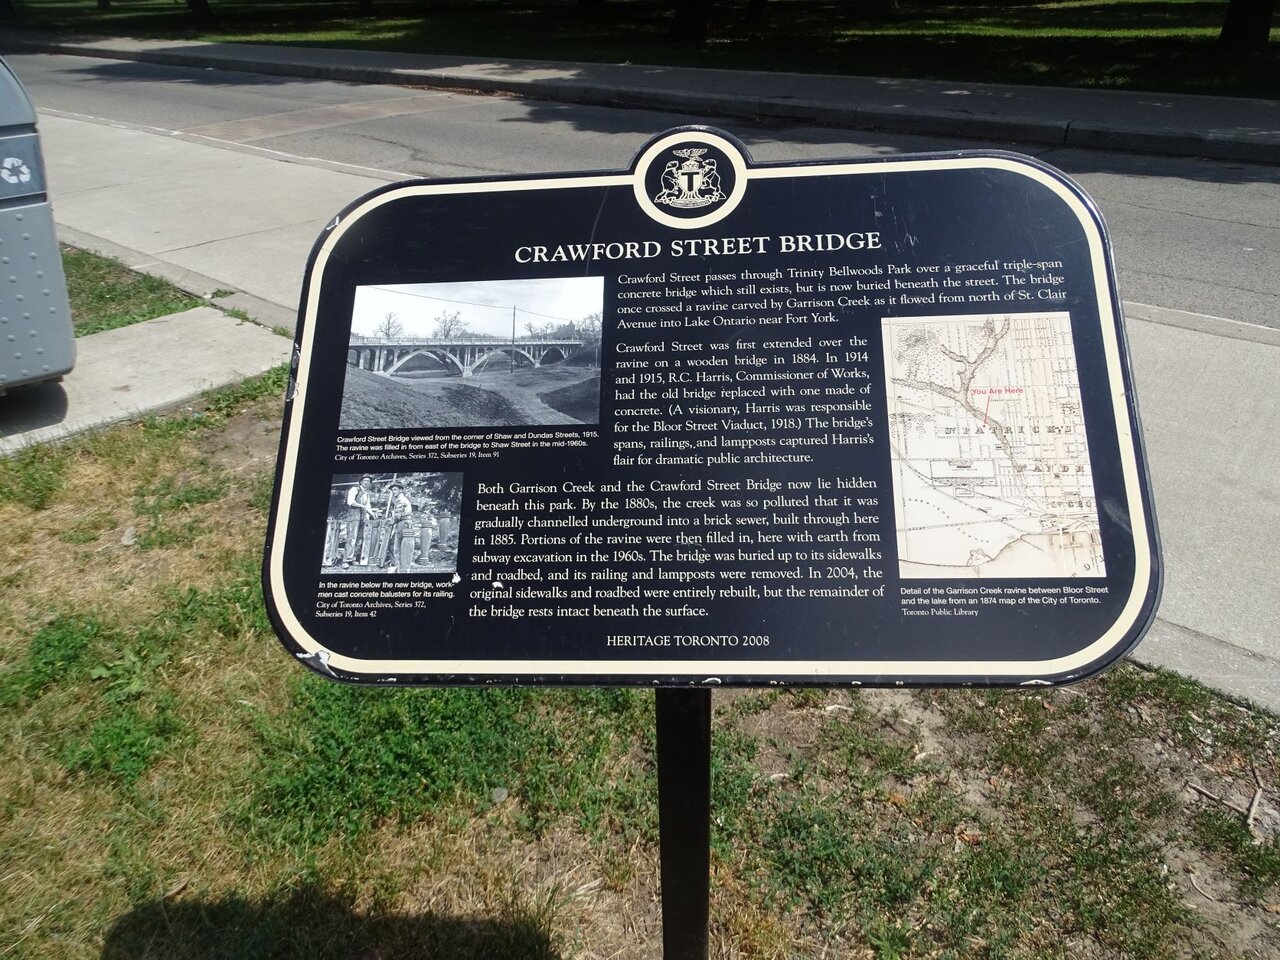 T
CRAWFORD STREET BRIDGE
Crawford Street passes through Trinity Bellwoods Park over a graceful triple-span
concrete bridge which still exists, but is now buried beneath the street. The bridge
once crossed a ravine carved by Garrison Creek as it flowed from north of St. Clair
Avenue into Lake Ontario near Fort York.
Crawford Street was first extended over the
ravine on a wooden bridge in 1884. In 1914
and 1915, R.C. Harris, Commissioner of Works,
had the old bridge replaced with one made of
concrete. (A visionary, Harris was responsible
for the Bloor Street Viaduct, 1918.) The bridge's
spans, railings, and lampposts captured Harris's
flair for dramatic public architecture.
Crawford Street Bridge viewed from the corner of Shaw and Dundas Streets, 1915.
The ravine was filled in from east of the bridge to Shaw Street in the mid-1960s.
City of Toronto Archives, Series 372, Subseries 19, Item 91
You Are Here
ST PATRICK'S
Both Garrison Creek and the Crawford Street Bridge now lie hidden
beneath this park. By the 1880s, the creek was so polluted that it was
gradually channelled underground into a brick sewer, built through here
in 1885. Portions of the ravine were then filled in, here with earth from
subway excavation in the 1960s. The bridge was buried up to its sidewalks
and roadbed, and its railing and lampposts were removed. In 2004, the
original sidewalks and roadbed were entirely rebuilt, but the remainder of
the bridge rests intact beneath the surface.
In the ravine below the new bridge, work-
men cast concrete balusters for its railing.
City of Toronto Archives, Series 372,
Subseries 19, Item 42
Detail of the Garrison Creek ravine between Bloor Street
and the lake from an 1874 map of the City of Toronto.
Toronto Public Library
HERITAGE TORONTO 2008